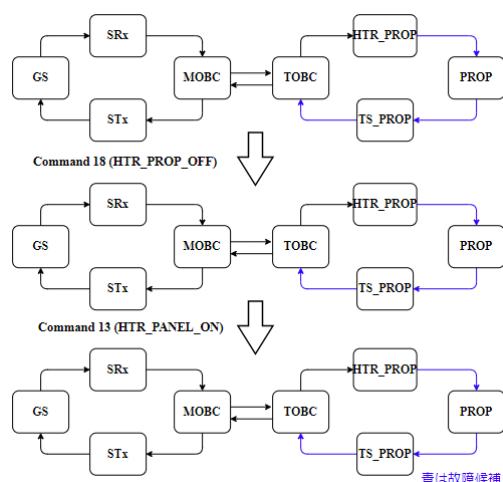 SRx
HTR_PROP
GS
MOBC
TOBC
PROP
STx
TS_PROP
Command 18 (HTR_PROP_OFF)
SRx
HTR_PROP
GS
MOBC
TOBC
PROP
STx
TS_PROP
Command 13 (HTR_PANEL_ON)
SRx
HTR_PROP
GS
MOBC
TOBC
PROP
STx
TS_PROP
青は故障候補